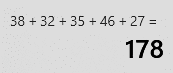 38 + 32 + 35 + 46 + 27 =
178